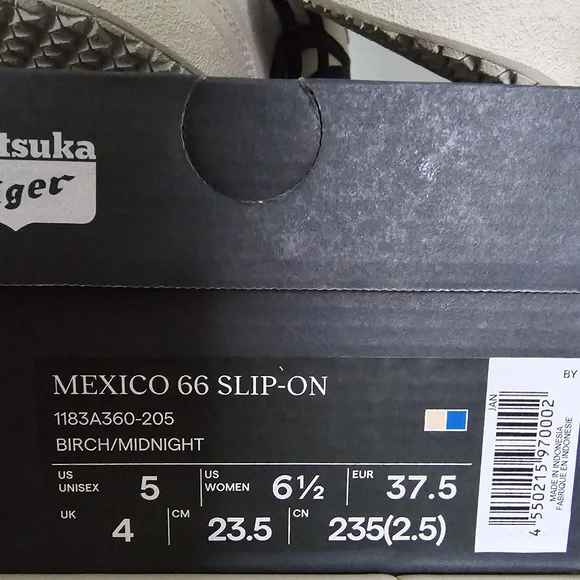 tsuka
ger
MEXICO 66 SLIP-ON
1183A360-205
BIRCH/MIDNIGHT
US UNISEX 5 US WOMEN 6½ EUR 37.5
UK 4 CM 23.5 CN 235(2.5)
BY
JAN
4 550215 970002
MADE IN INDONESIA
FABRIQUE EN INDONESIE